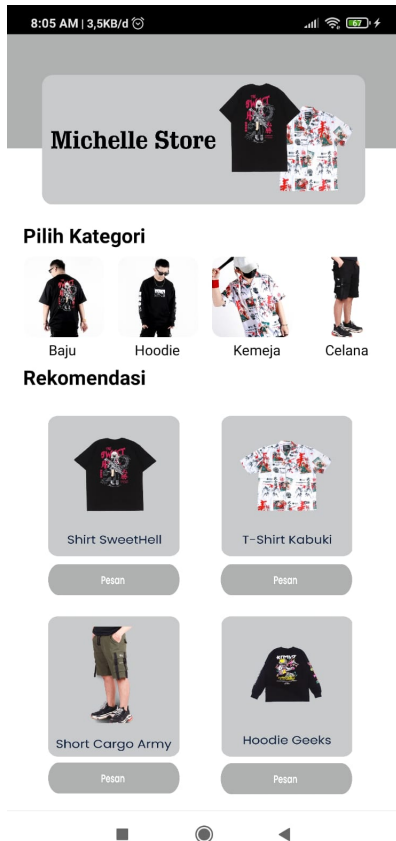 8:05 AM | 3,5KB/d
67
Michelle Store
Pilih Kategori
Baju Hoodie Kemeja Celana
Rekomendasi
Shirt SweetHell T-Shirt Kabuki
Pesan Pesan
Short Cargo Army Hoodie Geeks
Pesan Pesan